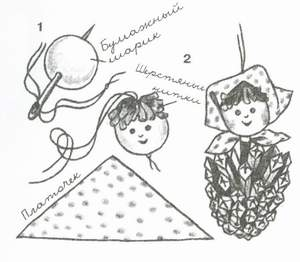 1
Бумажный
шарик
2
Шерстяные
нитки
Платочек